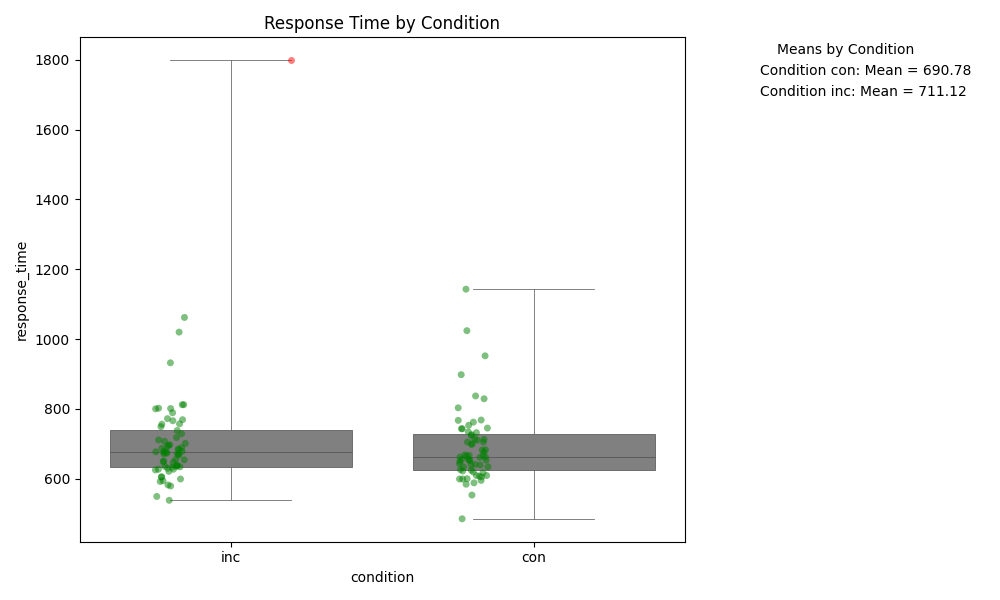 Response Time by Condition
Means by Condition
Condition con: Mean = 690.78
Condition inc: Mean = 711.12
response_time
1800
1600
1400
1200
1000
800
600
inc
con
condition